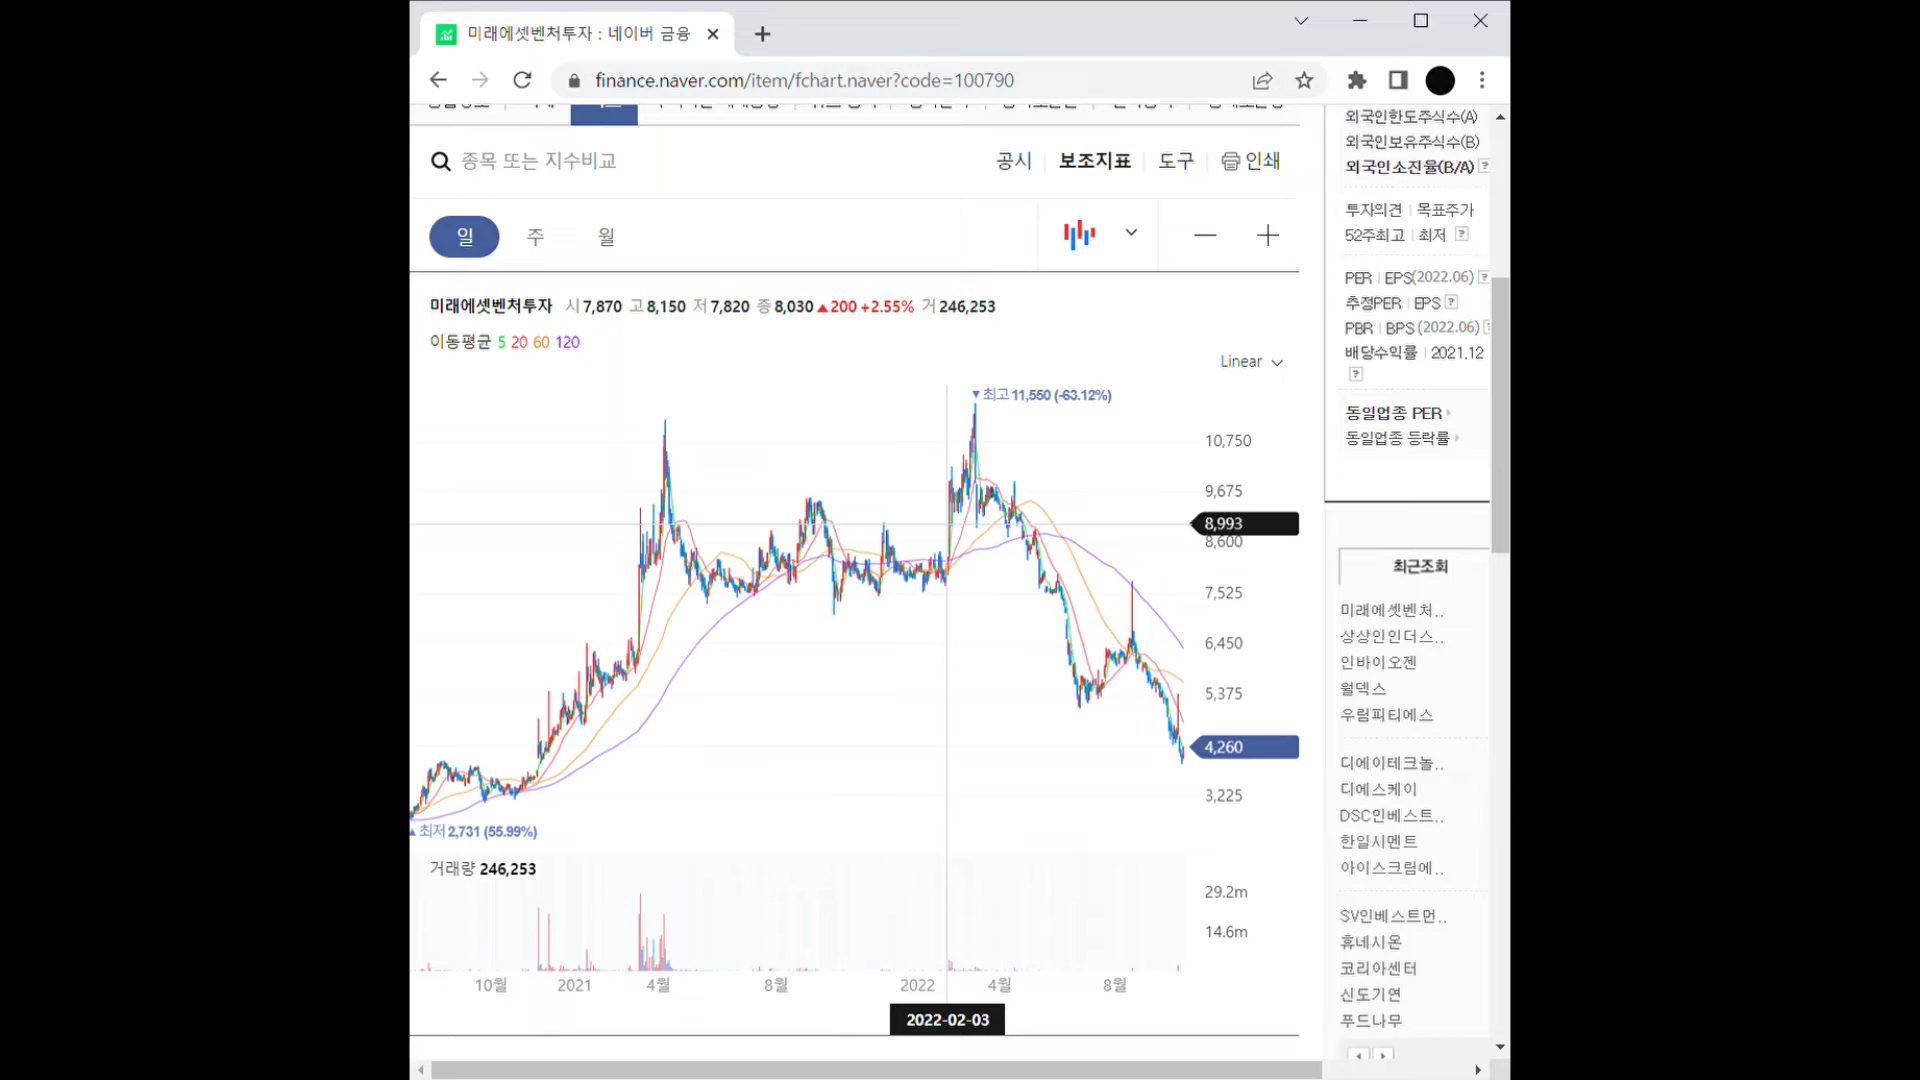 미래에셋벤처투자 : 네이버 금융
finance.naver.com/item/fchart.naver?code=100790
종목 또는 지수비교
공시 보조지표 도구 인쇄
일 주 월
미래에셋벤처투자 시 7,870 고 8,150 저 7,820 종 8,030 ▲200 +2.55% 거 246,253
이동평균 5 20 60 120
Linear
▼최고 11,550 (-63.12%)
10,750
9,675
8,993
8,600
7,525
6,450
5,375
4,260
3,225
▲최저 2,731 (55.99%)
거래량 246,253
29.2m
14.6m
10월 2021 4월 8월 2022 4월 8월
2022-02-03
외국인한도주식수(A)
외국인보유주식수(B)
외국인소진율(B/A) ?
투자의견 | 목표주가
52주최고 | 최저 ?
PER | EPS(2022.06) ?
추정PER | EPS ?
PBR | BPS (2022.06) ?
배당수익률 | 2021.12
?
동일업종 PER
동일업종 등락률
최근조회
미래에셋벤처..
상상인인더스..
인바이오젠
월덱스
우림피티에스
디에이테크놀..
디에스케이
DSC인베스트..
한일시멘트
아이스크림에..
SV인베스트먼..
휴네시온
코리아센터
신도기연
푸드나무